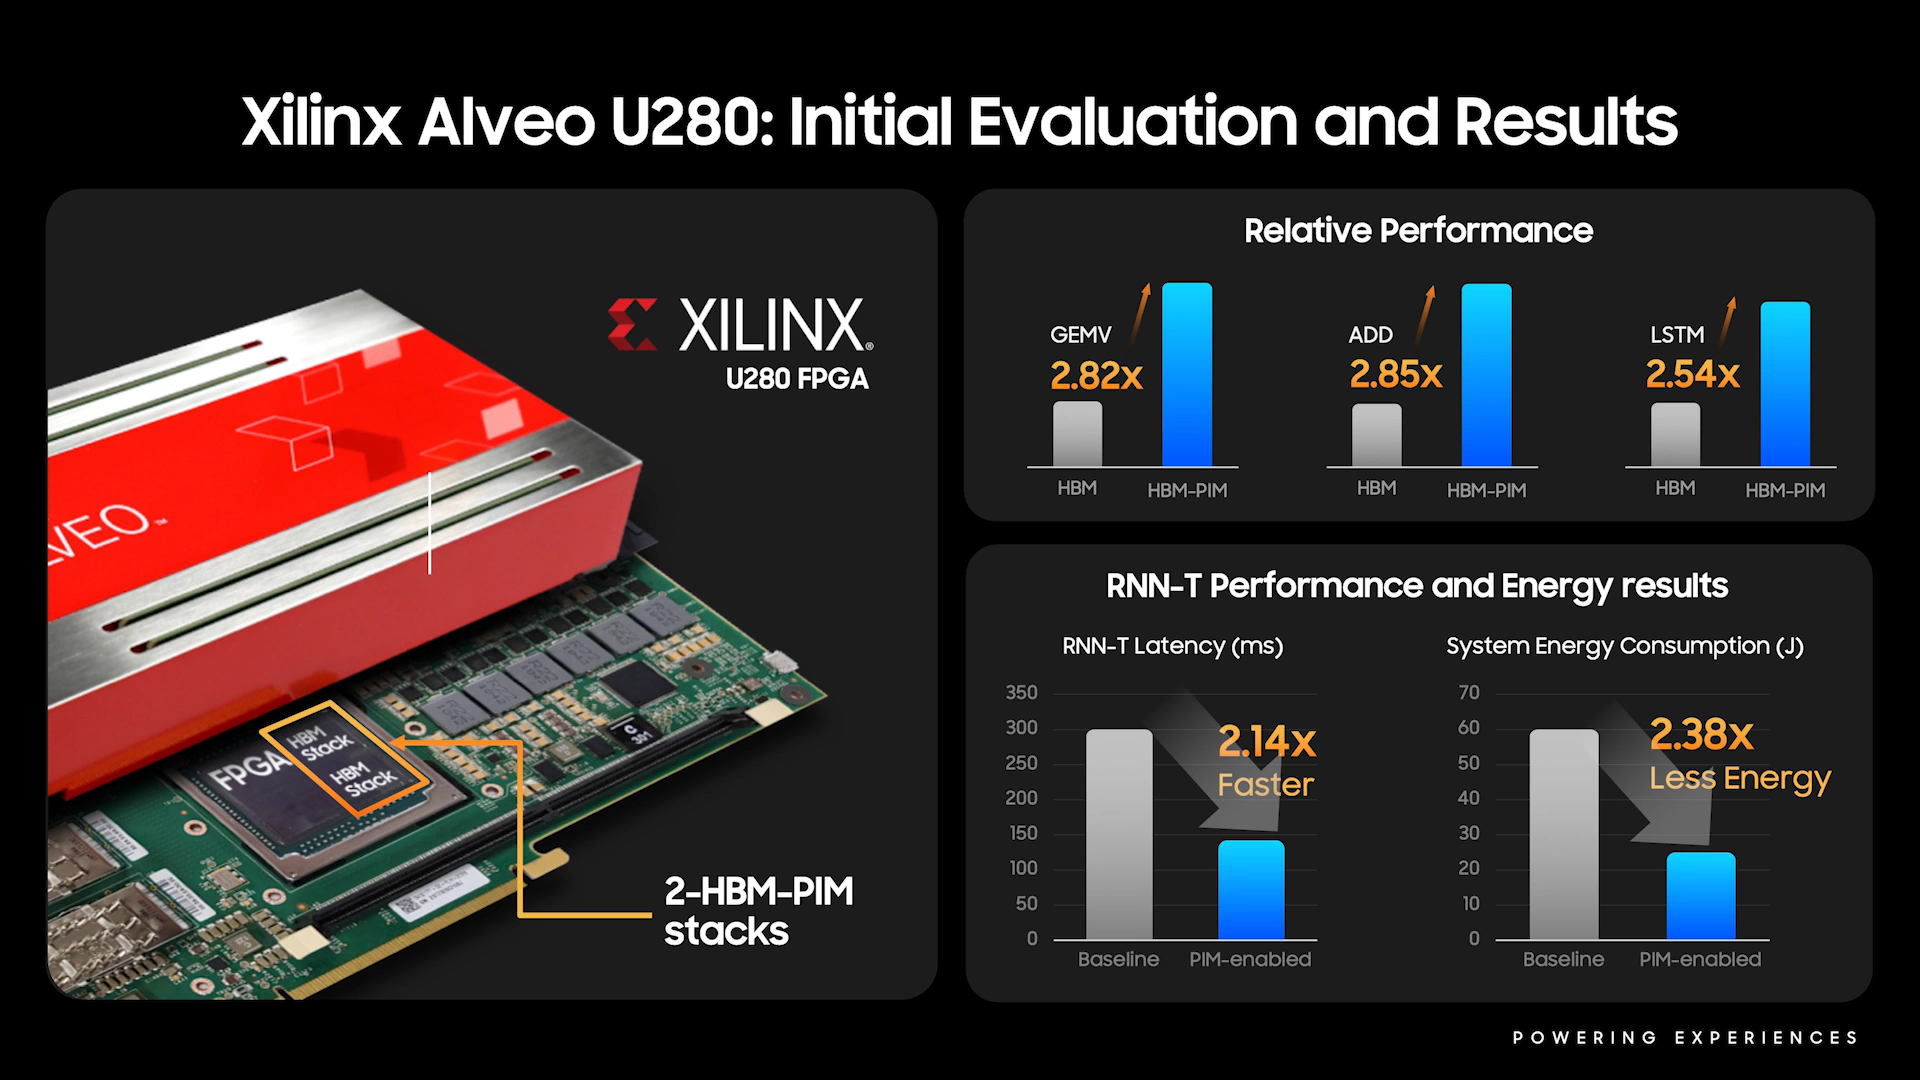 Xilinx Alveo U280: Initial Evaluation and Results
XILINX®
U280 FPGA
VEO™
FPGA
HBM
Stack
HBM
Stack
C
301
2-HBM-PIM
stacks
Relative Performance
GEMV
2.82x
HBM
HBM-PIM
ADD
2.85x
HBM
HBM-PIM
LSTM
2.54x
HBM
HBM-PIM
RNN-T Performance and Energy results
RNN-T Latency (ms)
350
300
250
200
150
100
50
0
2.14x
Faster
Baseline
PIM-enabled
System Energy Consumption (J)
70
60
50
40
30
20
10
0
2.38x
Less Energy
Baseline
PIM-enabled
POWERING EXPERIENCES